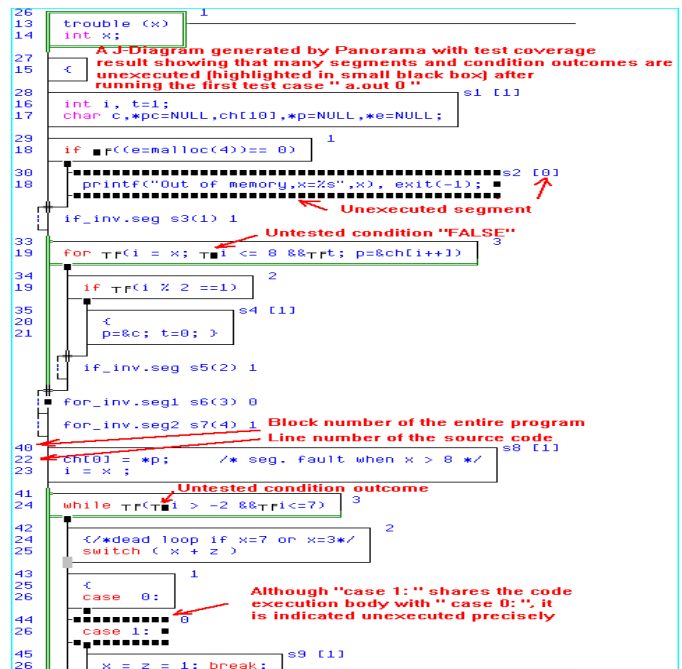 26 1
13 trouble (x)
14 int x;
A J-Diagram generated by Panorama with test coverage
27 result showing that many segments and condition outcomes are
15 { unexecuted (highlighted in small black box) after
running the first test case " a.out 0 "
28 s1 [1]
16 int i, t=1;
17 char c,*pc=NULL,ch[10],*p=NULL,*e=NULL;
29 1
18 if F((e=malloc(4))== 0)
30 s2 [0]
18 printf("Out of memory,x=%s",x), exit(-1);
Unexecuted segment
if_inv.seg s3(1) 1
Untested condition "FALSE"
33 3
19 for TF(i = x; T i <= 8 &&TFt; p=&ch[i++])
34 2
19 if TF(i % 2 ==1)
35 s4 [1]
20 {
21 p=&c; t=0; }
if_inv.seg s5(2) 1
for_inv.seg1 s6(3) 0
for_inv.seg2 s7(4) 1
Block number of the entire program
Line number of the source code
40 s8 [1]
22 ch[0] = *p; /* seg. fault when x > 8 */
23 i = x ;
Untested condition outcome
41 3
24 while TF(T i > -2 &&TFi<=7)
42 2
24 {/*dead loop if x=7 or x=3*/
25 switch ( x + z )
43 1
25 {
26 case 0:
Although "case 1: " shares the code
execution body with " case 0: ", it
is indicated unexecuted precisely
44 0
26 case 1:
45 s9 [1]
26 x = z = 1; break;